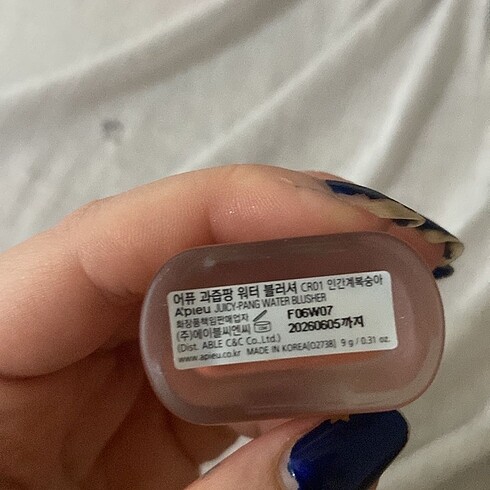 어퓨 과즙팡 워터 블러셔 CR01 인간계복숭아
A'pieu JUICY-PANG WATER BLUSHER
화장품책임판매업자
(주)에이블씨엔씨
F06W07
20260605까지
(Dist. ABLE C&C Co.,Ltd.)
www.apieu.co.kr MADE IN KOREA(02738) 9 g / 0.31 oz.